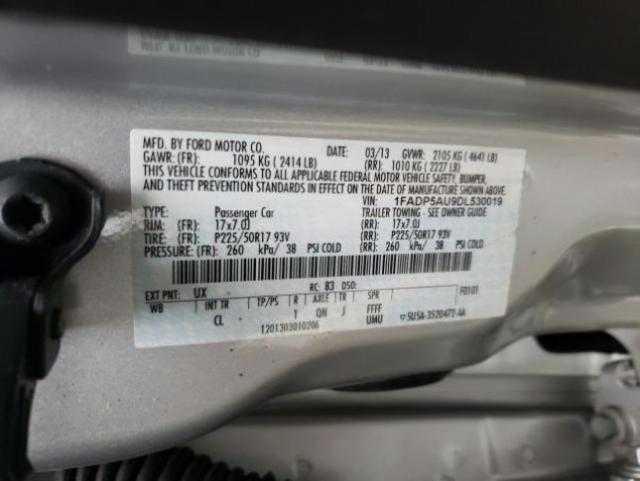 MFD. BY FORD MOTOR CO.
DATE: 03/13 GVWR: 2105 KG ( 4641 LB)
GAWR: (FR): 1095 KG ( 2414 LB) (RR): 1010 KG ( 2227 LB)
THIS VEHICLE CONFORMS TO ALL APPLICABLE FEDERAL MOTOR VEHICLE SAFETY, BUMPER,
AND THEFT PREVENTION STANDARDS IN EFFECT ON THE DATE OF MANUFACTURE SHOWN ABOVE.
VIN: 1FADP5AU9DL530019
TYPE: Passenger Car TRAILER TOWING - SEE OWNER GUIDE
RIM: (FR): 17x7.0J (RR): 17x7.0J
TIRE: (FR): P225/50R17 93V (RR): P225/50R17 93V
PRESSURE: (FR): 260 kPa/ 38 PSI COLD (RR): 260 kPa/ 38 PSI COLD
EXT PNT: UX RC: 83 DSO: F0101
WB INT TR TP/PS R AXLE TR SPR
CL 1 QN J FFFF
UMU
1201303010206
5U5A-3520472-AA